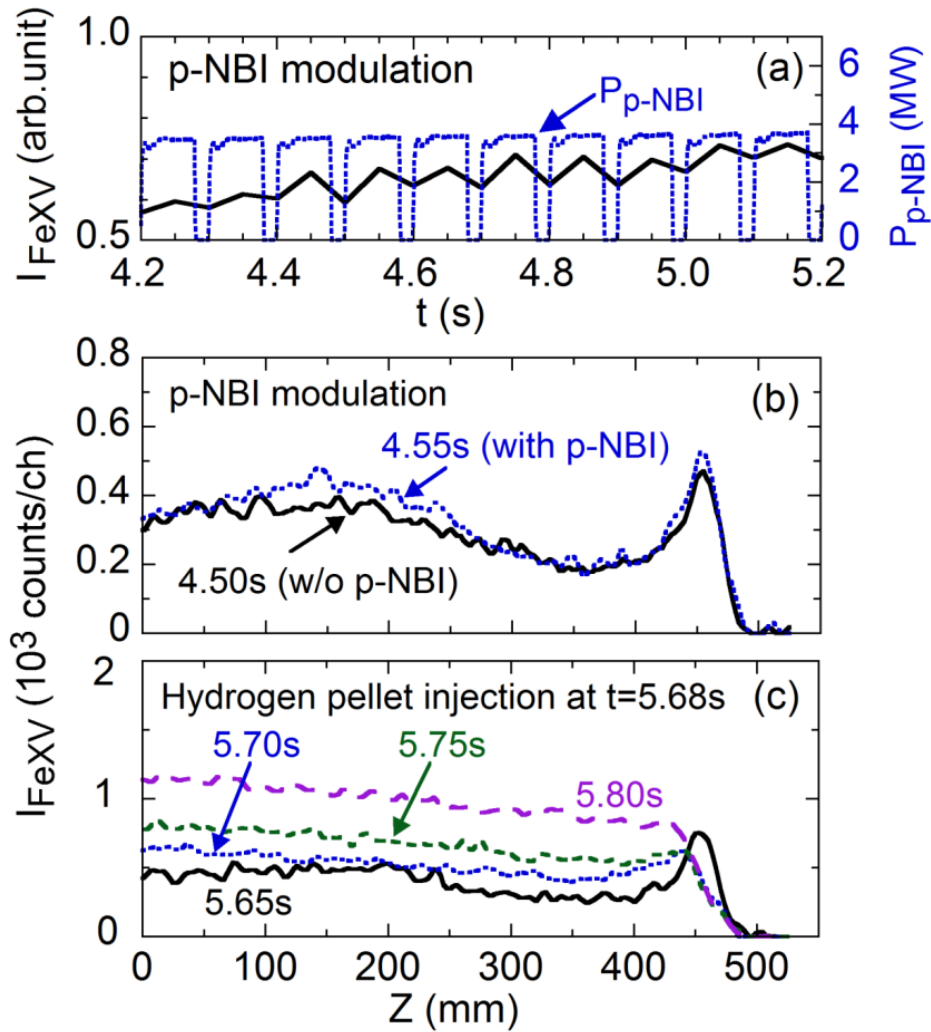 p-NBI modulation
(a)
P_p-NBI
I_FeXV (arb.unit)
1.0
0.5
P_p-NBI (MW)
6
4
2
0
4.2 4.4 4.6 4.8 5.0 5.2
t (s)
p-NBI modulation
(b)
4.55s (with p-NBI)
4.50s (w/o p-NBI)
0.8
0.6
0.4
0.2
0
I_FeXV (10^3 counts/ch)
2
1
0
Hydrogen pellet injection at t=5.68s
(c)
5.70s
5.75s
5.80s
5.65s
0 100 200 300 400 500
Z (mm)